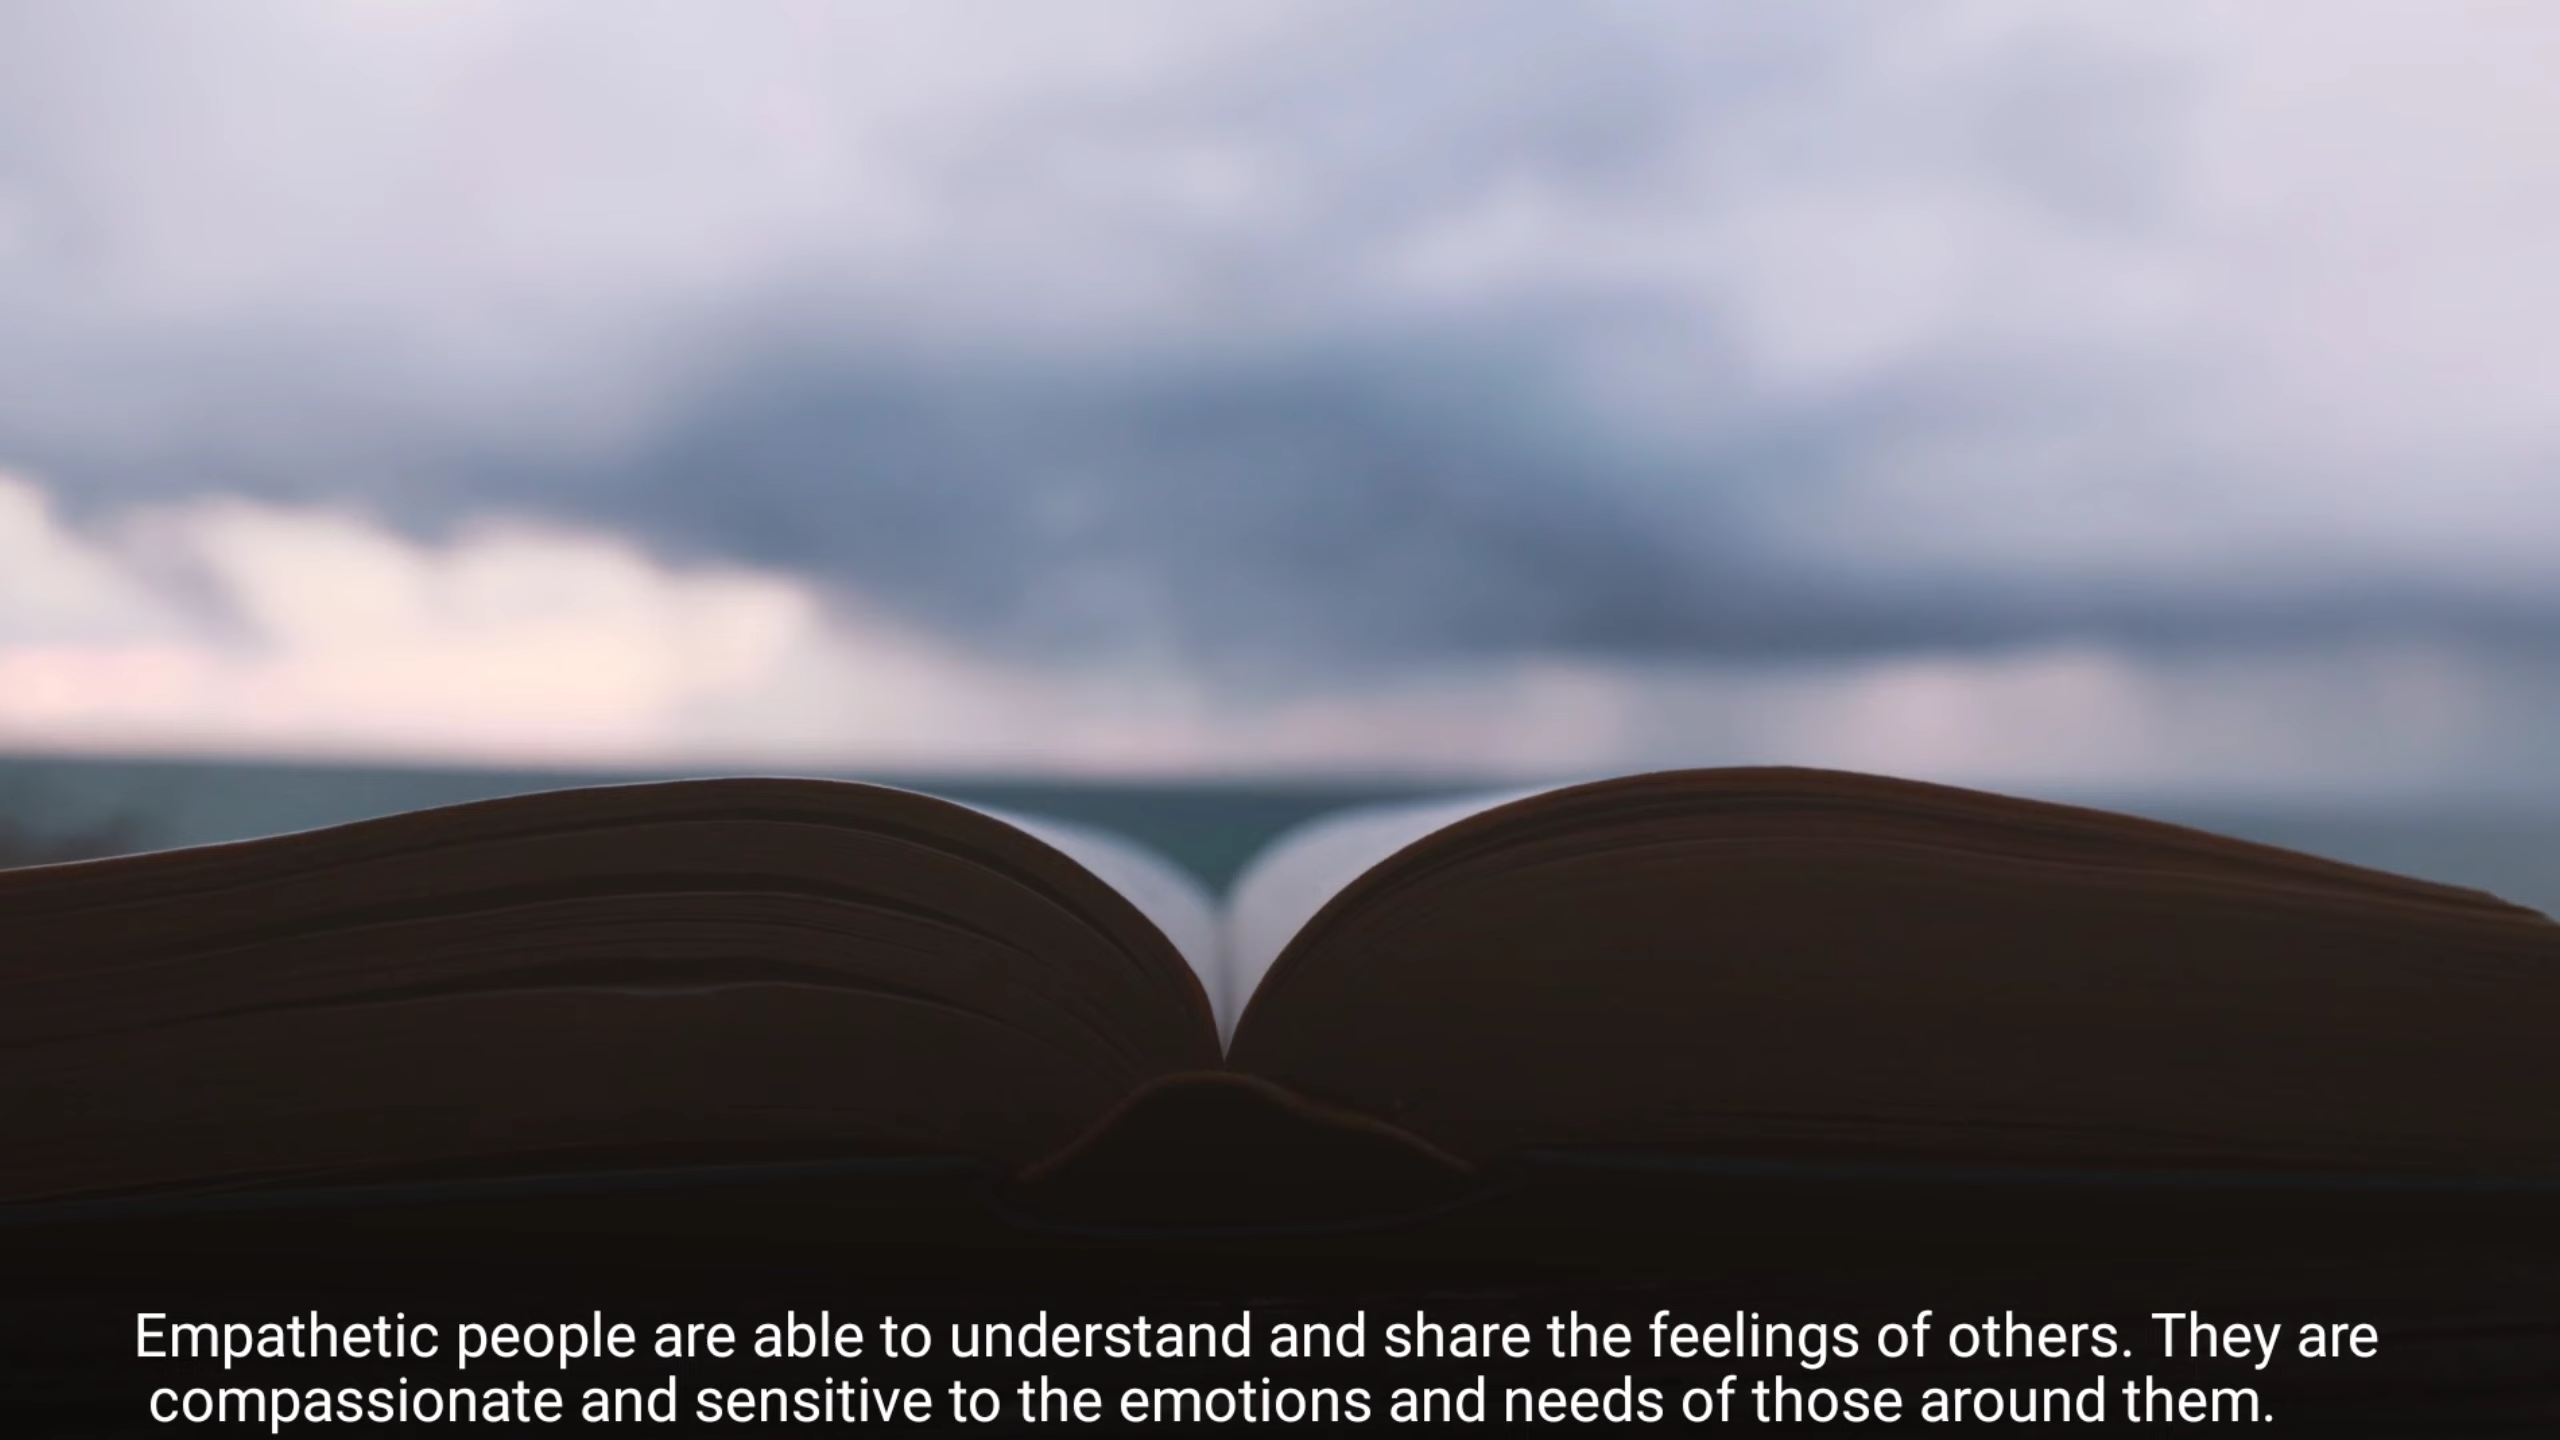 Empathetic people are able to understand and share the feelings of others. They are
compassionate and sensitive to the emotions and needs of those around them.